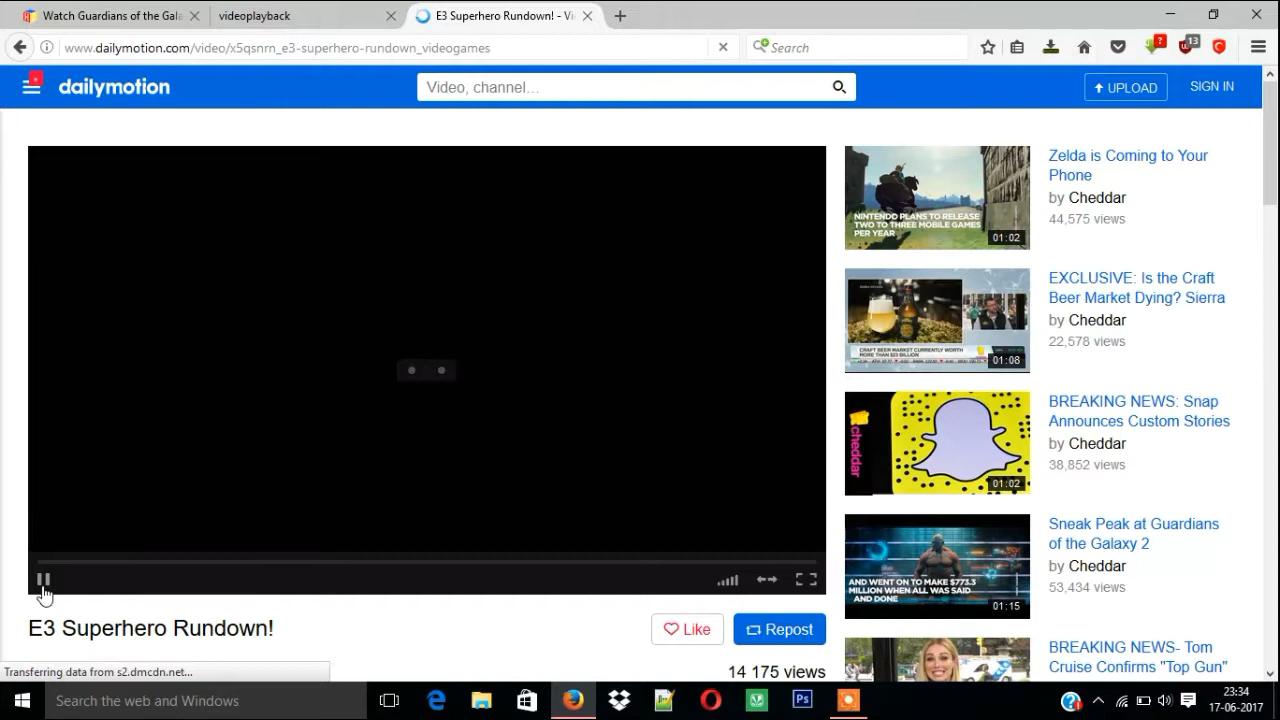 Watch Guardians of the Gala
videoplayback
E3 Superhero Rundown! - Vi
www.dailymotion.com/video/x5qsnrn_e3-superhero-rundown_videogames
Search
?
13
dailymotion
Video, channel...
UPLOAD
SIGN IN
NINTENDO PLANS TO RELEASE
TWO TO THREE MOBILE GAMES
PER YEAR
01:02
Zelda is Coming to Your
Phone
by Cheddar
44,575 views
CRAFT BEER MARKET CURRENTLY WORTH
MORE THAN $23 BILLION
01:08
EXCLUSIVE: Is the Craft
Beer Market Dying? Sierra
by Cheddar
22,578 views
cheddar
01:02
BREAKING NEWS: Snap
Announces Custom Stories
by Cheddar
38,852 views
AND WENT ON TO MAKE $773.3
MILLION WHEN ALL WAS SAID
AND DONE
01:15
Sneak Peak at Guardians
of the Galaxy 2
by Cheddar
53,434 views
BREAKING NEWS- Tom
Cruise Confirms "Top Gun"
E3 Superhero Rundown!
Like
Repost
14 175 views
Transferring data from s2.dmcdn.net...
Search the web and Windows
Ps
23:34
17-06-2017